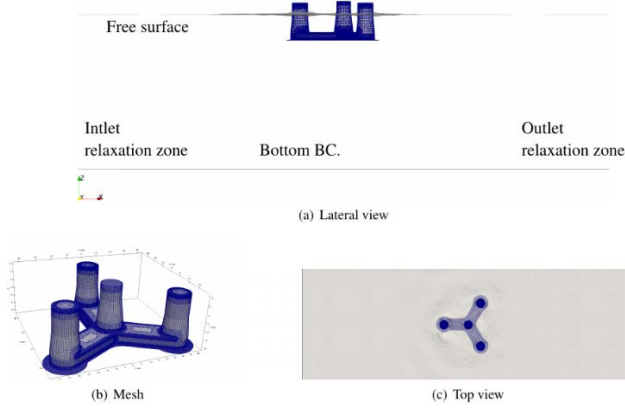 Free surface
Intlet
relaxation zone
Bottom BC.
Outlet
relaxation zone
Z
Y
X
(a) Lateral view
(b) Mesh
(c) Top view